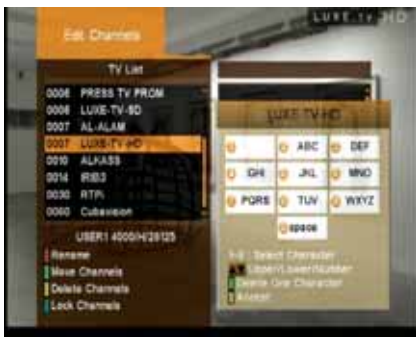 LUXE.TV HD
Edit Channels
TV List
0006 PRESS TV PROM
0006 LUXE-TV-SD
0007 AL-ALAM
0007 LUXE-TV-HD
0010 ALKASS
0014 IRIB3
0030 RTPi
0060 Cubavision
USER1 4000/H/28125
Rename
Move Channels
Delete Channels
Lock Channels
LUXE-TV-HD
ABC DEF
GHI JKL MNO
PQRS TUV WXYZ
space
Select Character
Upper/Lower/Number
Delete One Character
Accept